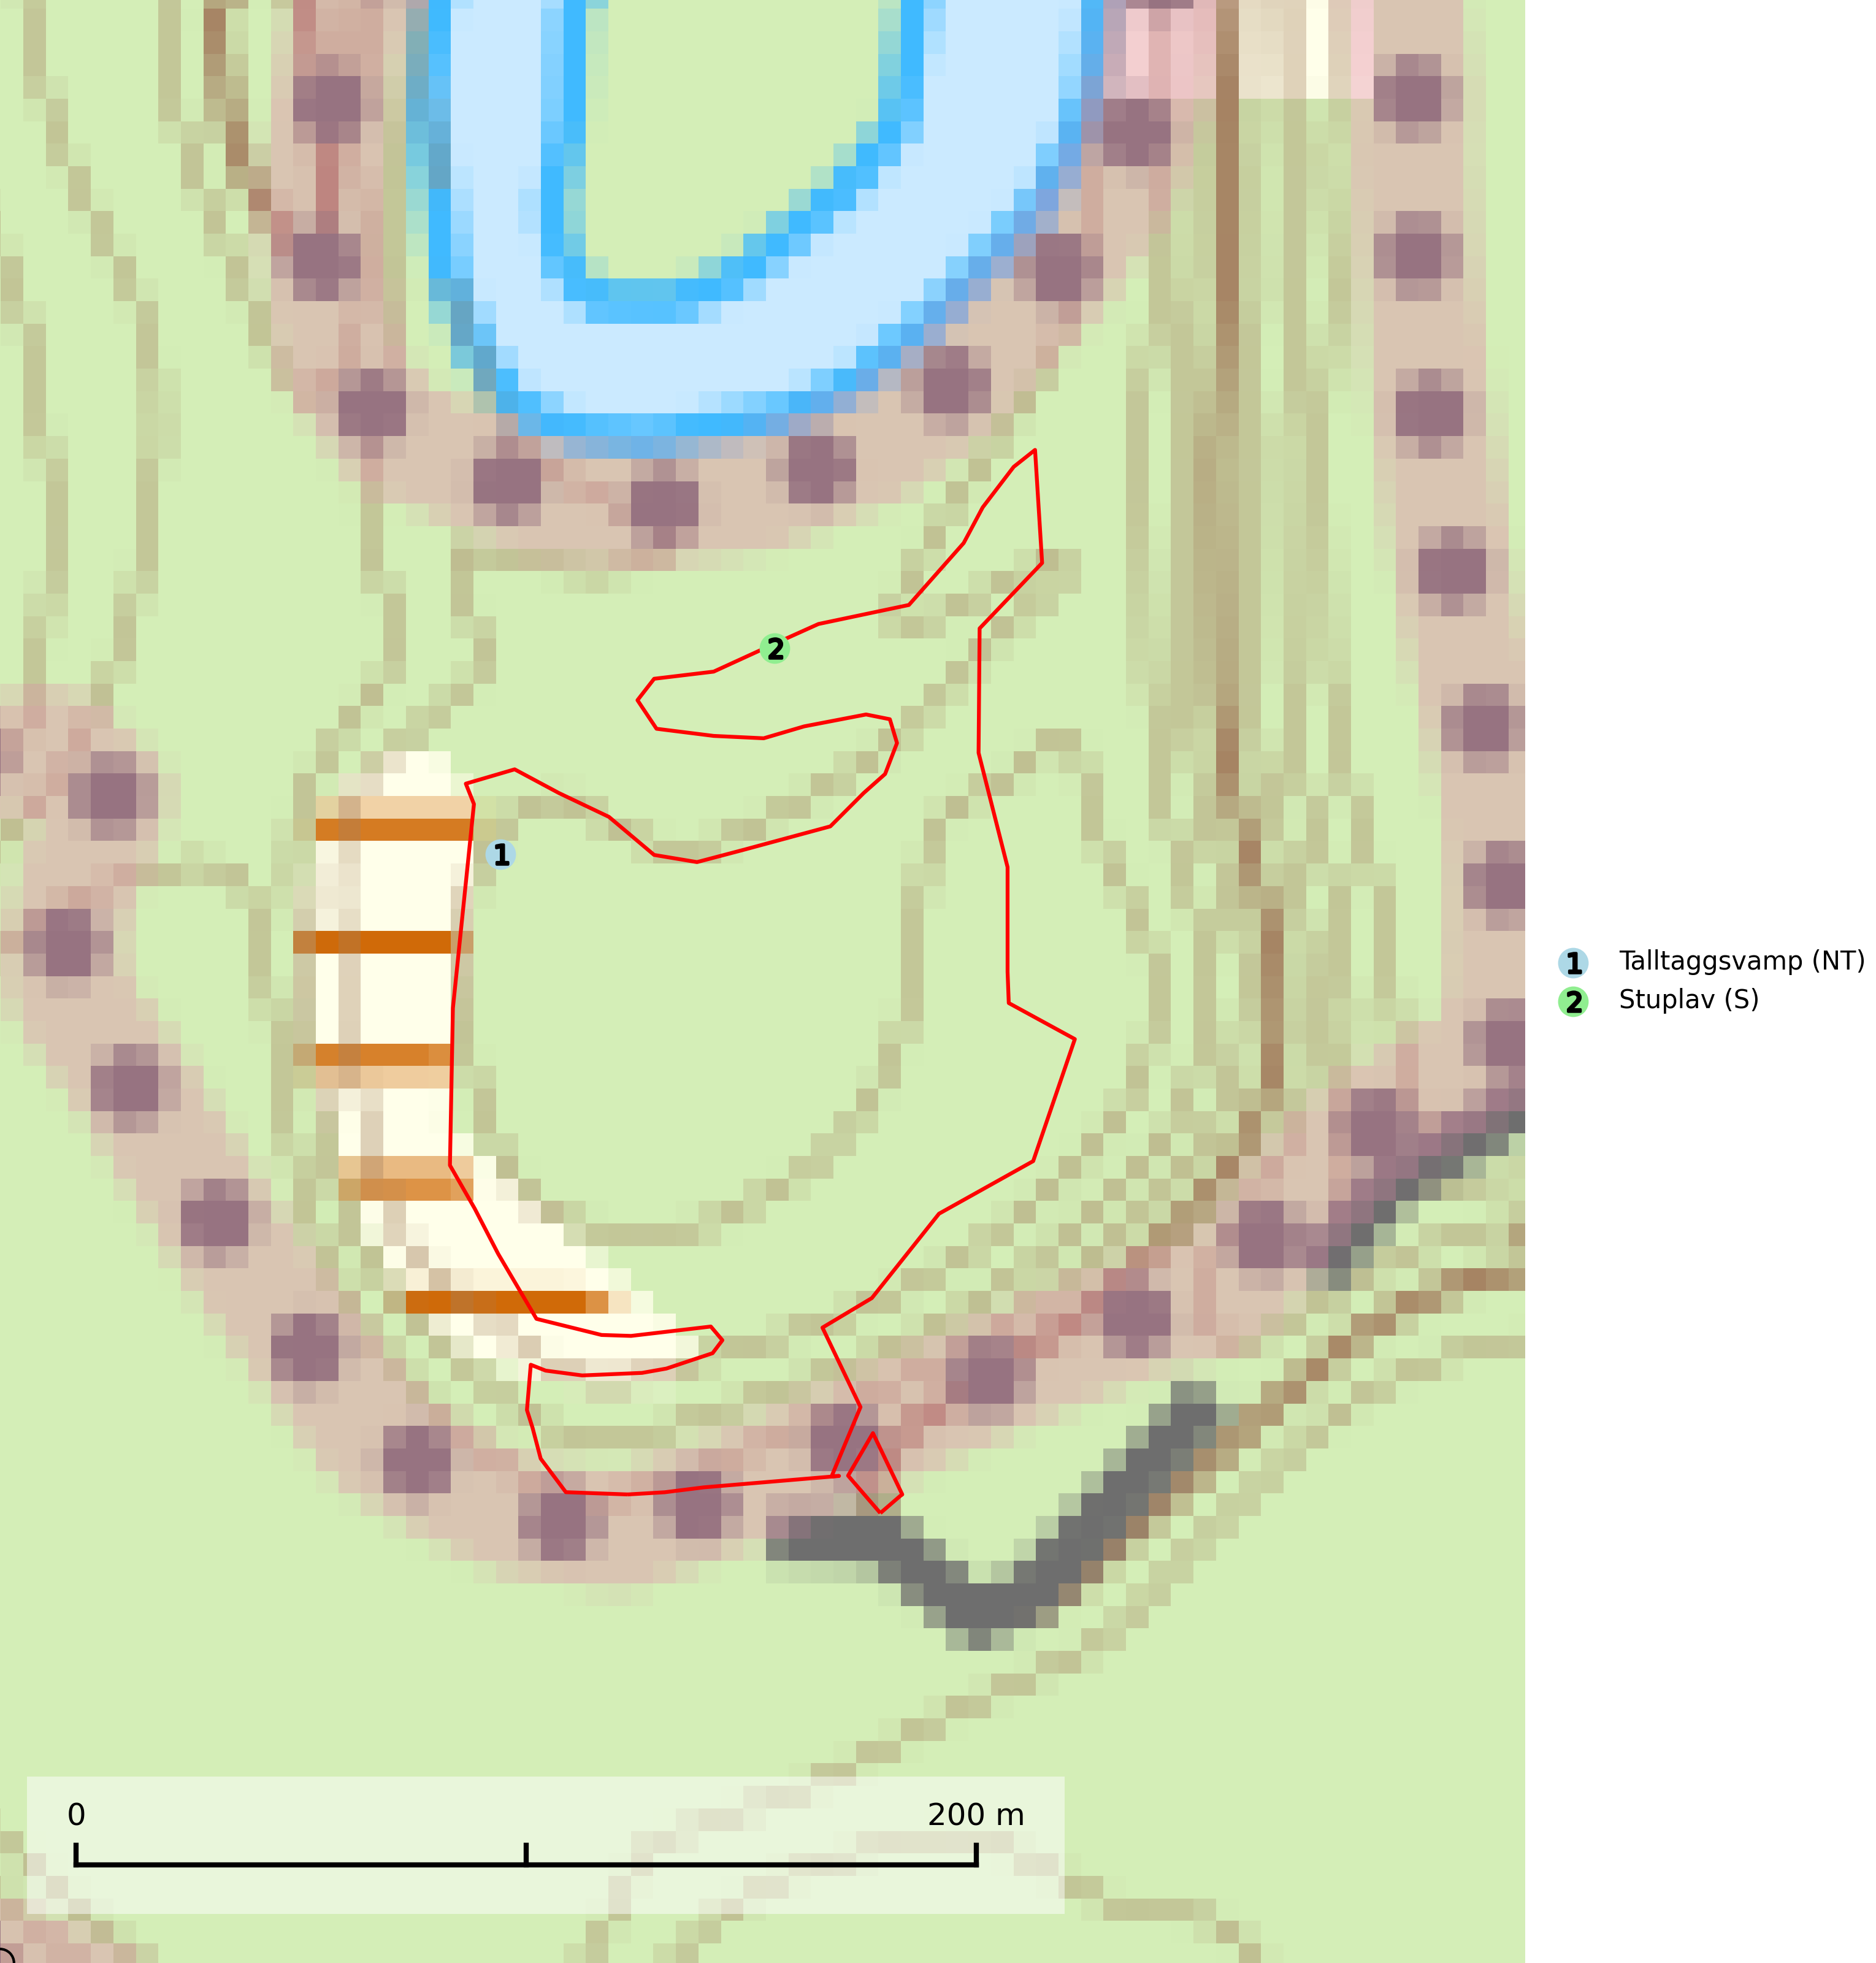 2
1
1 Talltaggsvamp (NT)
2 Stuplav (S)
0 200 m